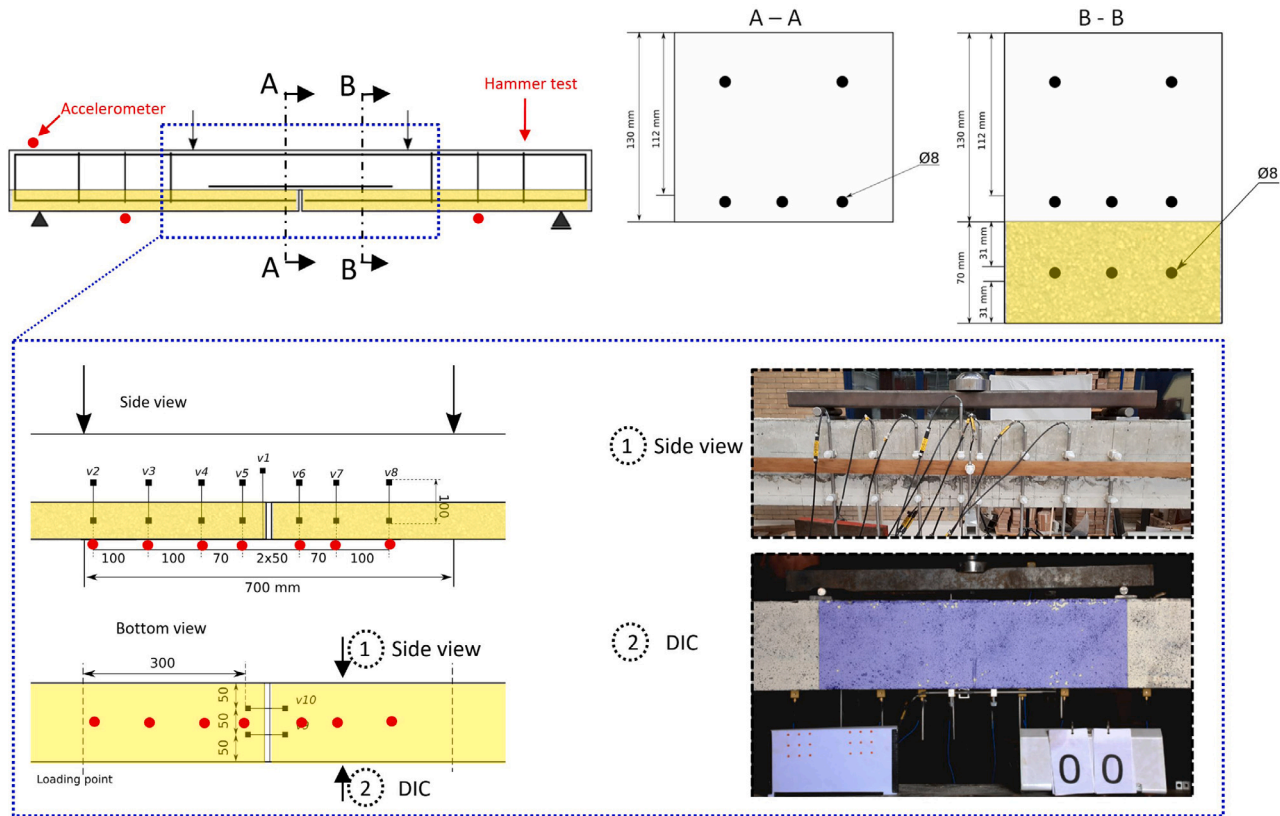 A – A
B - B
A
B
Hammer test
Accelerometer
130 mm
112 mm
Ø8
130 mm
112 mm
Ø8
70 mm
31 mm
31 mm
A
B
Side view
v1
v2
v3
v4
v5
v6
v7
v8
100
100
100
70
2x50
70
100
700 mm
Bottom view
1 Side view
300
50
50
50
v10
Loading point
2 DIC
1 Side view
2 DIC
0 0